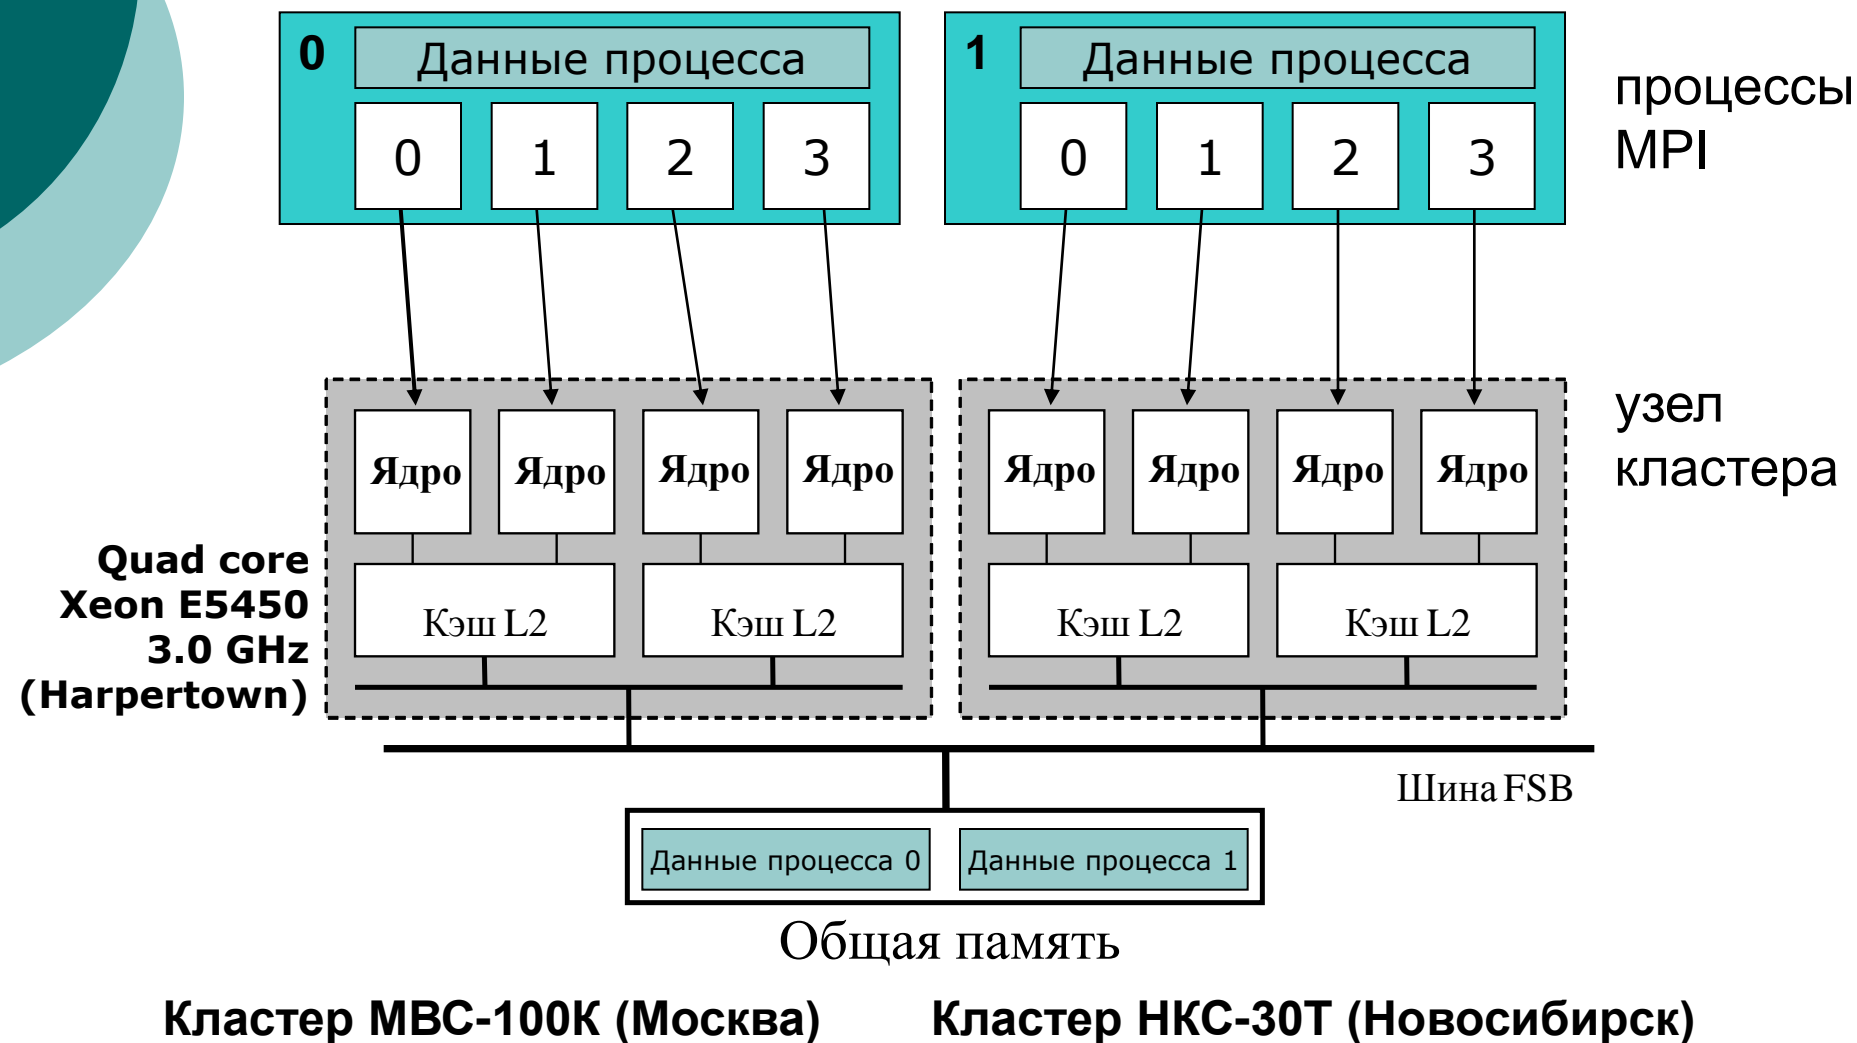 0
Данные процесса
0 1 2 3
1
Данные процесса
0 1 2 3
процессы
MPI
Ядро Ядро Ядро Ядро
Кэш L2 Кэш L2
Ядро Ядро Ядро Ядро
Кэш L2 Кэш L2
узел
кластера
Quad core
Xeon E5450
3.0 GHz
(Harpertown)
Шина FSB
Данные процесса 0
Данные процесса 1
Общая память
Кластер МВС-100К (Москва)
Кластер НКС-30Т (Новосибирск)